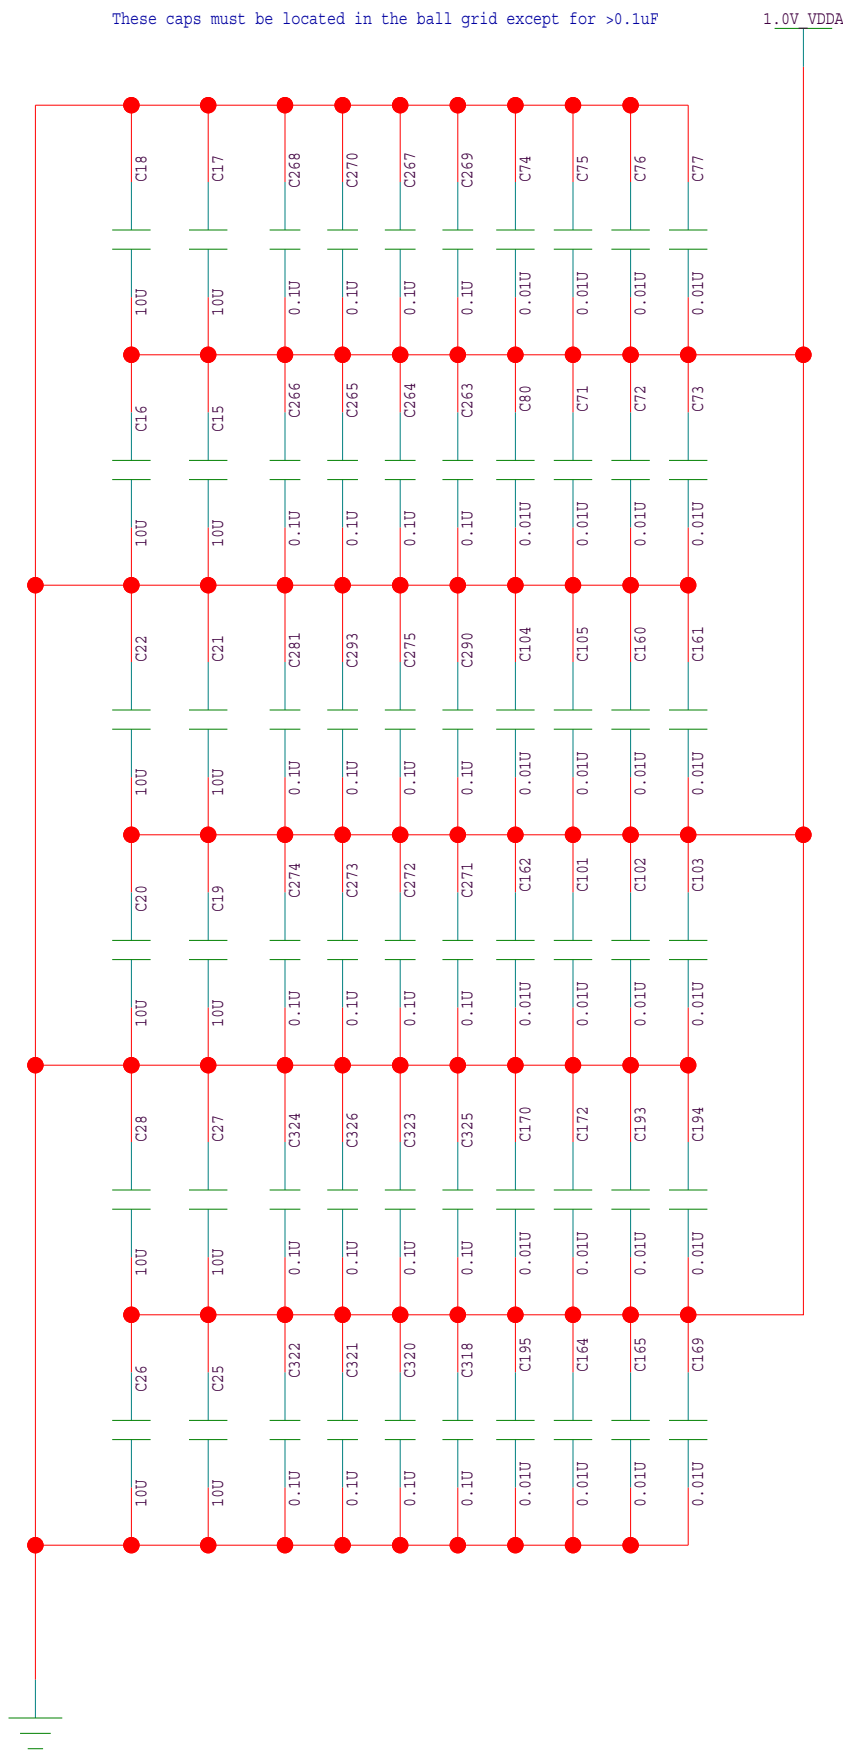 These caps must be located in the ball grid except for >0.1uF
1.0V_VDDA
C18 C17 C268 C270 C267 C269 C74 C75 C76 C77
10U 10U 0.1U 0.1U 0.1U 0.1U 0.01U 0.01U 0.01U 0.01U
C16 C15 C266 C265 C264 C263 C80 C71 C72 C73
10U 10U 0.1U 0.1U 0.1U 0.1U 0.01U 0.01U 0.01U 0.01U
C22 C21 C281 C293 C275 C290 C104 C105 C160 C161
10U 10U 0.1U 0.1U 0.1U 0.1U 0.01U 0.01U 0.01U 0.01U
C20 C19 C274 C273 C272 C271 C162 C101 C102 C103
10U 10U 0.1U 0.1U 0.1U 0.1U 0.01U 0.01U 0.01U 0.01U
C28 C27 C324 C326 C323 C325 C170 C172 C193 C194
10U 10U 0.1U 0.1U 0.1U 0.1U 0.01U 0.01U 0.01U 0.01U
C26 C25 C322 C321 C320 C318 C195 C164 C165 C169
10U 10U 0.1U 0.1U 0.1U 0.1U 0.01U 0.01U 0.01U 0.01U